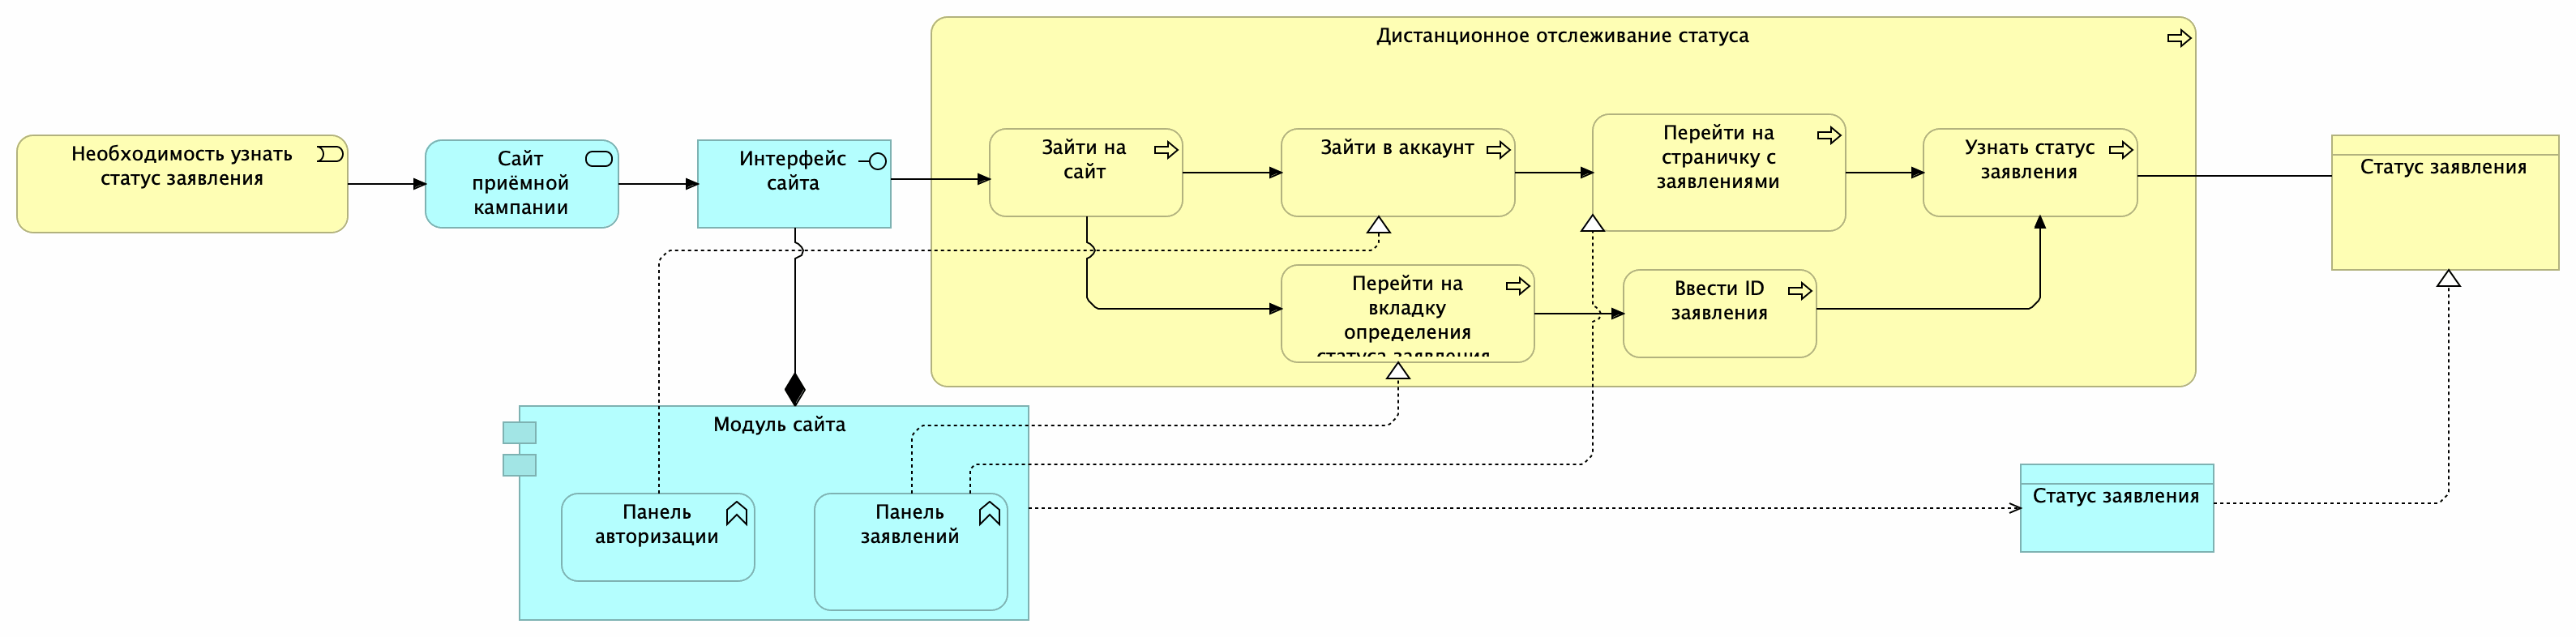 Дистанционное отслеживание статуса
Необходимость узнать
статус заявления
Сайт
приёмной
кампании
Интерфейс
сайта
Зайти на
сайт
Зайти в аккаунт
Перейти на
страничку с
заявлениями
Узнать статус
заявления
Статус заявления
Перейти на
вкладку
определения
статуса заявления
Ввести ID
заявления
Модуль сайта
Панель
авторизации
Панель
заявлений
Статус заявления